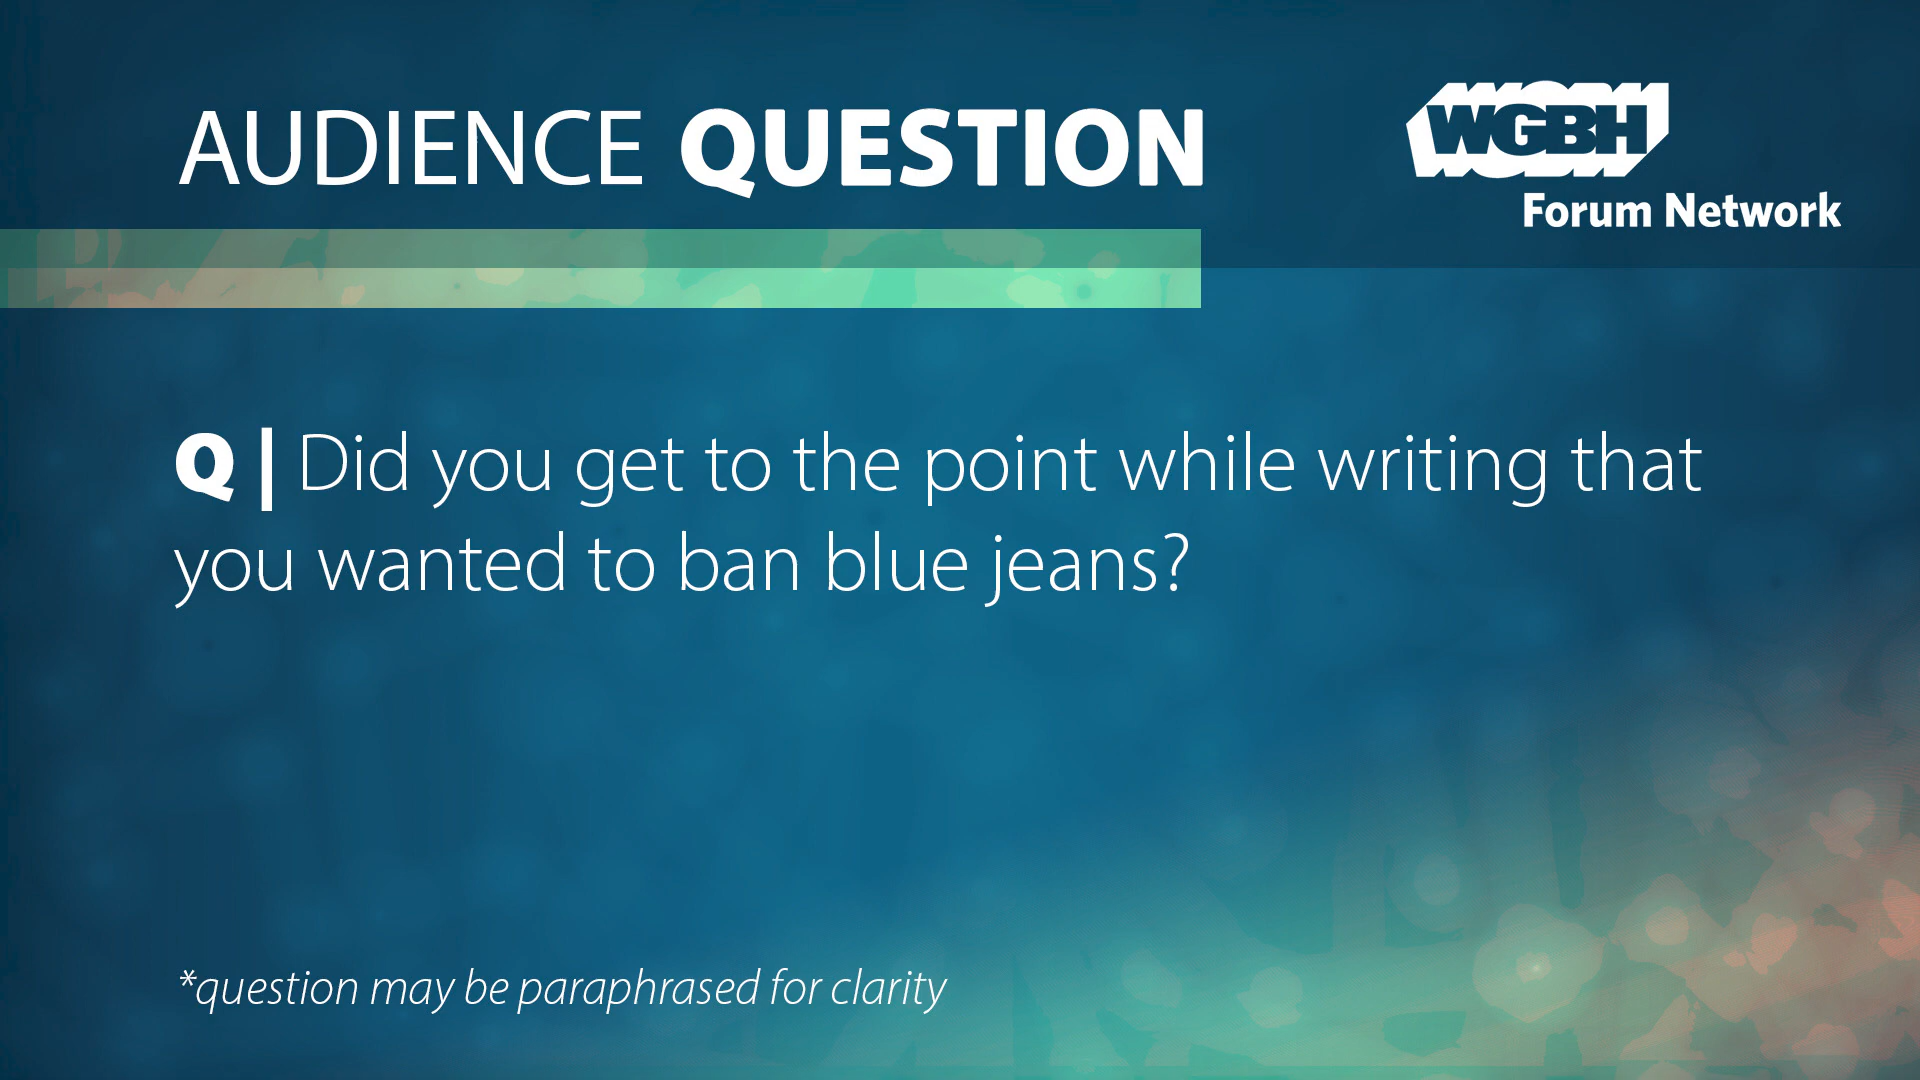 AUDIENCE QUESTION
WGBH
Forum Network
Q | Did you get to the point while writing that
you wanted to ban blue jeans?
*question may be paraphrased for clarity